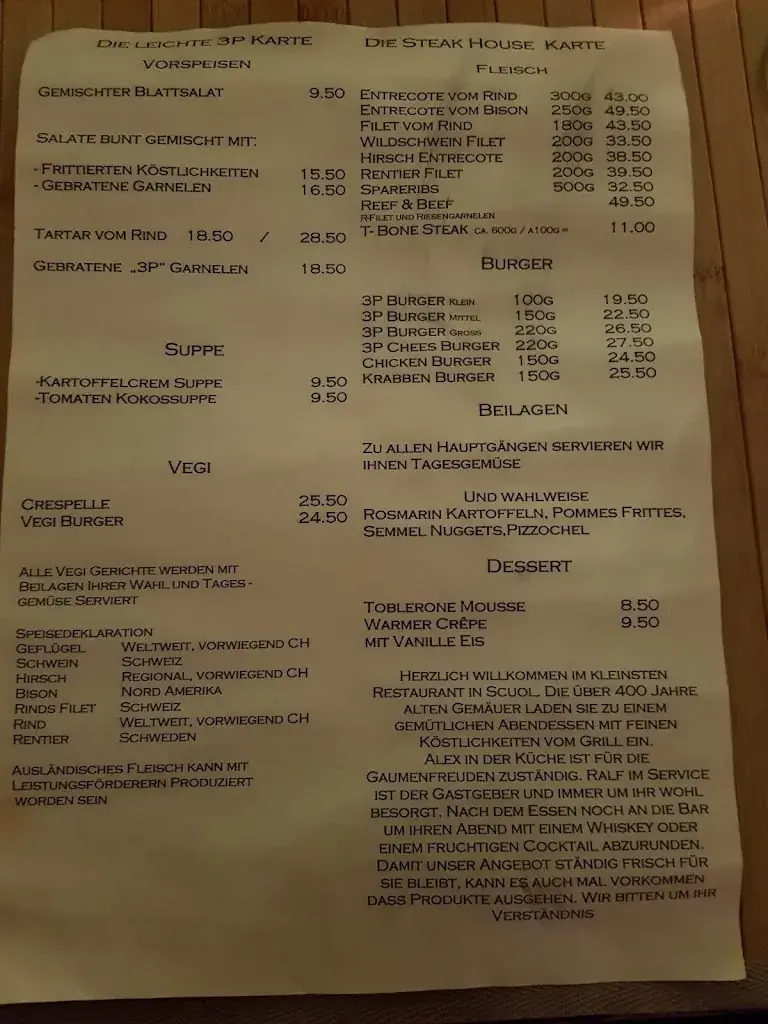 DIE LEICHTE 3P KARTE
VORSPEISEN
GEMISCHTER BLATTSALAT 9.50
SALATE BUNT GEMISCHT MIT:
- FRITTIERTEN KÖSTLICHKEITEN 15.50
- GEBRATENE GARNELEN 16.50
TARTAR VOM RIND 18.50 / 28.50
GEBRATENE „3P" GARNELEN 18.50
SUPPE
-KARTOFFELCREM SUPPE 9.50
-TOMATEN KOKOSSUPPE 9.50
VEGI
CRESPELLE 25.50
VEGI BURGER 24.50
ALLE VEGI GERICHTE WERDEN MIT
BEILAGEN IHRER WAHL UND TAGES -
GEMÜSE SERVIERT
SPEISEDEKLARATION
GEFLÜGEL WELTWEIT, VORWIEGEND CH
SCHWEIN SCHWEIZ
HIRSCH REGIONAL, VORWIEGEND CH
BISON NORD AMERIKA
RINDS FILET SCHWEIZ
RIND WELTWEIT, VORWIEGEND CH
RENTIER SCHWEDEN
AUSLÄNDISCHES FLEISCH KANN MIT
LEISTUNGSFÖRDERERN PRODUZIERT
WORDEN SEIN
DIE STEAK HOUSE KARTE
FLEISCH
ENTRECOTE VOM RIND 300G 43.00
ENTRECOTE VOM BISON 250G 49.50
FILET VOM RIND 180G 43.50
WILDSCHWEIN FILET 200G 33.50
HIRSCH ENTRECOTE 200G 38.50
RENTIER FILET 200G 39.50
SPARERIBS 500G 32.50
REEF & BEEF 49.50
R-FILET UND RIESENGARNELEN
T- BONE STEAK CA. 600G / A100G = 11.00
BURGER
3P BURGER KLEIN 100G 19.50
3P BURGER MITTEL 150G 22.50
3P BURGER GROSS 220G 26.50
3P CHEES BURGER 220G 27.50
CHICKEN BURGER 150G 24.50
KRABBEN BURGER 150G 25.50
BEILAGEN
ZU ALLEN HAUPTGÄNGEN SERVIEREN WIR
IHNEN TAGESGEMÜSE
UND WAHLWEISE
ROSMARIN KARTOFFELN, POMMES FRITTES,
SEMMEL NUGGETS,PIZZOCHEL
DESSERT
TOBLERONE MOUSSE 8.50
WARMER CRÊPE 9.50
MIT VANILLE EIS
HERZLICH WILLKOMMEN IM KLEINSTEN
RESTAURANT IN SCUOL. DIE ÜBER 400 JAHRE
ALTEN GEMÄUER LADEN SIE ZU EINEM
GEMÜTLICHEN ABENDESSEN MIT FEINEN
KÖSTLICHKEITEN VOM GRILL EIN.
ALEX IN DER KÜCHE IST FÜR DIE
GAUMENFREUDEN ZUSTÄNDIG. RALF IM SERVICE
IST DER GASTGEBER UND IMMER UM IHR WOHL
BESORGT. NACH DEM ESSEN NOCH AN DIE BAR
UM IHREN ABEND MIT EINEM WHISKEY ODER
EINEM FRUCHTIGEN COCKTAIL ABZURUNDEN.
DAMIT UNSER ANGEBOT STÄNDIG FRISCH FÜR
SIE BLEIBT, KANN ES AUCH MAL VORKOMMEN
DASS PRODUKTE AUSGEHEN. WIR BITTEN UM IHR
VERSTÄNDNIS